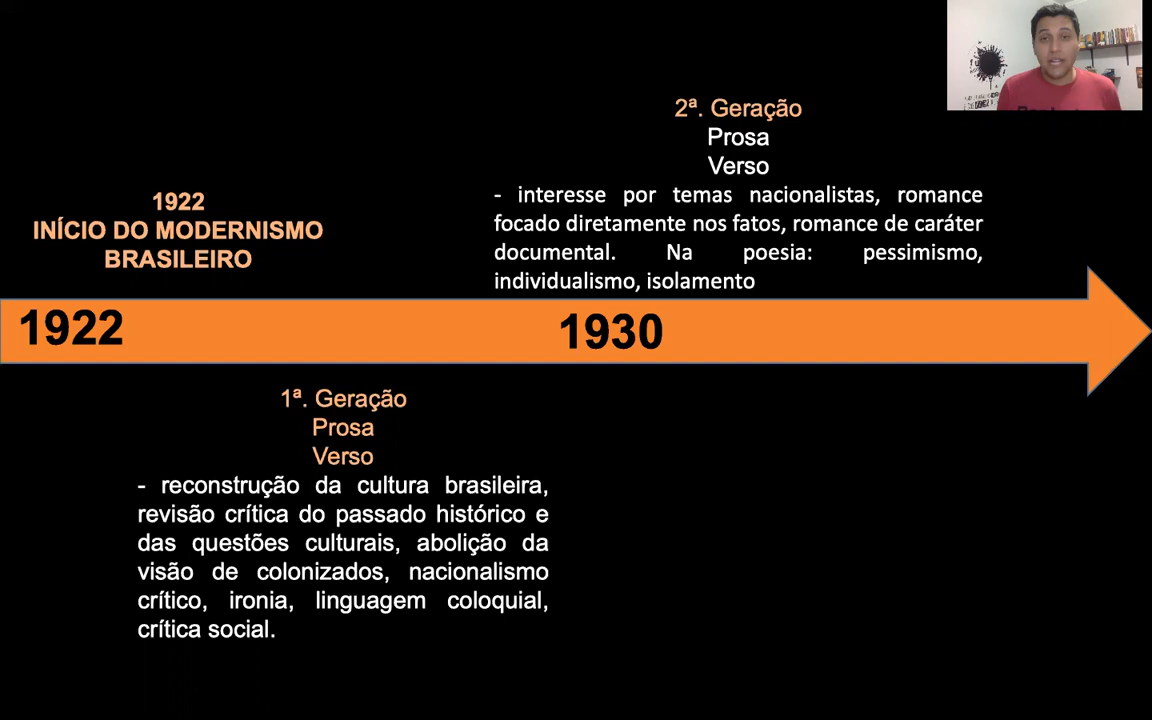 2ª. Geração
Prosa
Verso
- interesse por temas nacionalistas, romance
focado diretamente nos fatos, romance de caráter
documental. Na poesia: pessimismo,
individualismo, isolamento
1922
INÍCIO DO MODERNISMO
BRASILEIRO
1922
1930
1ª. Geração
Prosa
Verso
- reconstrução da cultura brasileira,
revisão crítica do passado histórico e
das questões culturais, abolição da
visão de colonizados, nacionalismo
crítico, ironia, linguagem coloquial,
crítica social.